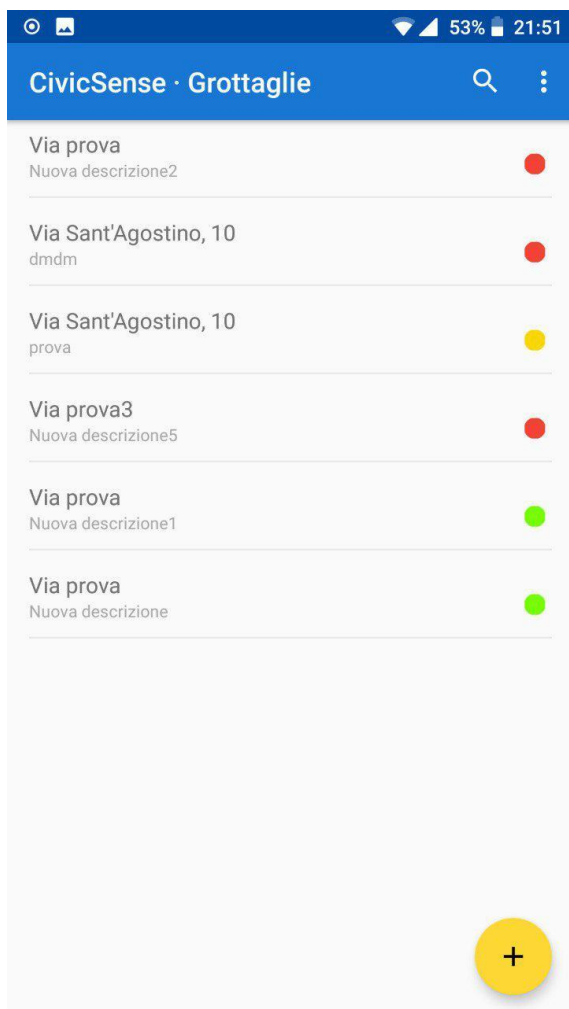 53% 21:51
CivicSense · Grottaglie
Via prova
Nuova descrizione2
Via Sant'Agostino, 10
dmdm
Via Sant'Agostino, 10
prova
Via prova3
Nuova descrizione5
Via prova
Nuova descrizione1
Via prova
Nuova descrizione
+